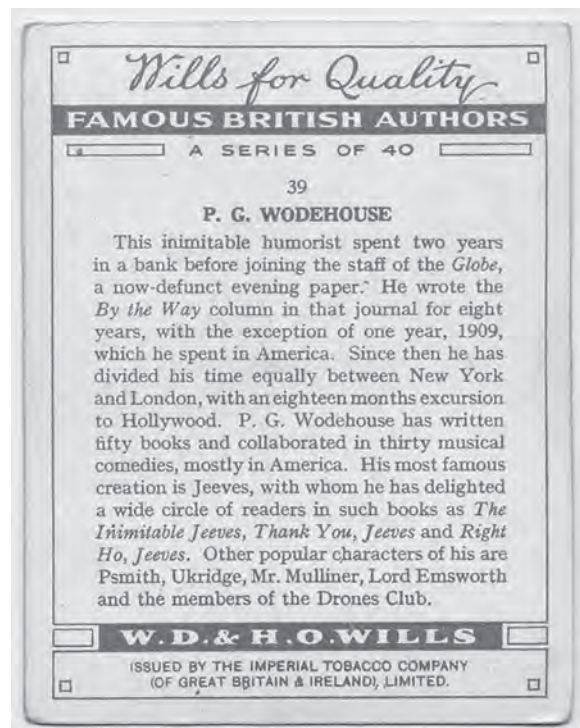 Wills for Quality
FAMOUS BRITISH AUTHORS
A SERIES OF 40
39
P. G. WODEHOUSE
This inimitable humorist spent two years
in a bank before joining the staff of the Globe,
a now-defunct evening paper. He wrote the
By the Way column in that journal for eight
years, with the exception of one year, 1909,
which he spent in America. Since then he has
divided his time equally between New York
and London, with an eighteen months excursion
to Hollywood. P. G. Wodehouse has written
fifty books and collaborated in thirty musical
comedies, mostly in America. His most famous
creation is Jeeves, with whom he has delighted
a wide circle of readers in such books as The
Inimitable Jeeves, Thank You, Jeeves and Right
Ho, Jeeves. Other popular characters of his are
Psmith, Ukridge, Mr. Mulliner, Lord Emsworth
and the members of the Drones Club.
W.D. & H.O. WILLS
ISSUED BY THE IMPERIAL TOBACCO COMPANY
(OF GREAT BRITAIN & IRELAND), LIMITED.